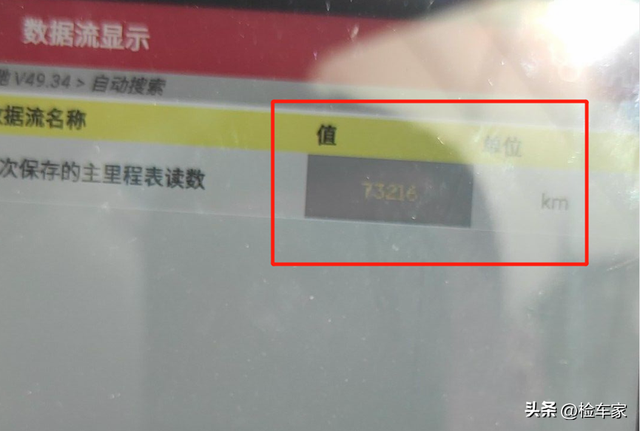 数据流显示
V49.34 > 自动搜索
数据流名称
值
单位
次保存的主里程表读数
73216
km
头条 @检车家